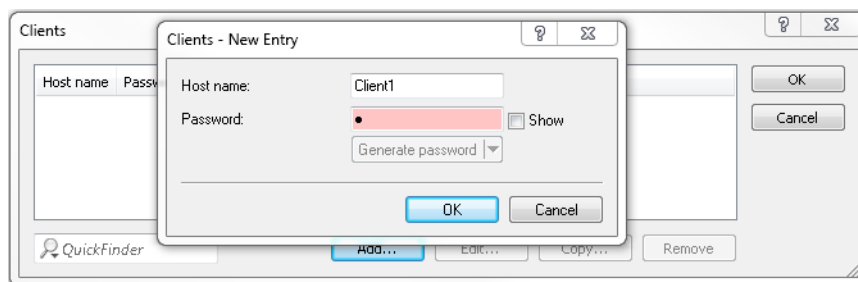 Clients
Clients - New Entry
Host name
Host name:
Client1
OK
Password:
Show
Cancel
Generate password
OK
Cancel
QuickFinder
Add...
Edit...
Copy...
Remove